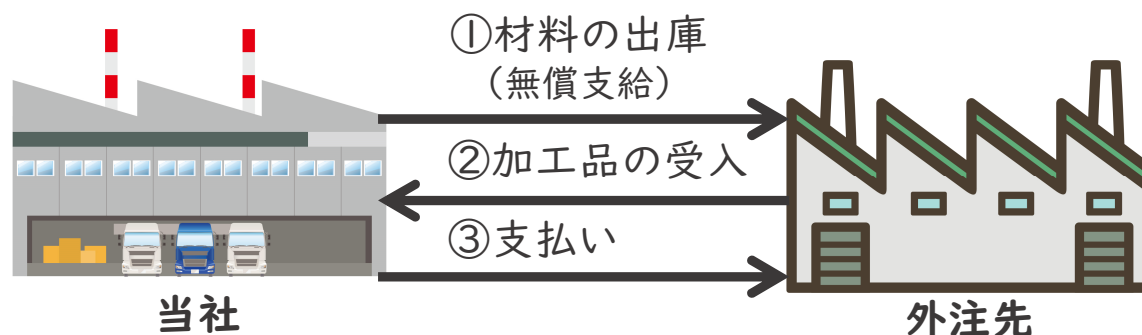 ①材料の出庫
（無償支給）
②加工品の受入
③支払い
当社
外注先